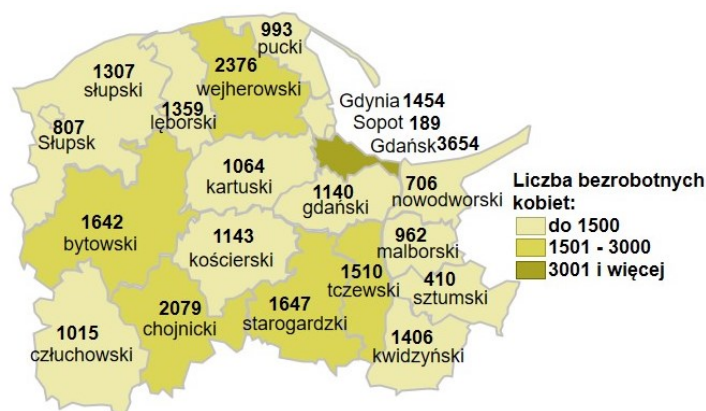 993
pucki
1307
słupski
2376
wejherowski
Gdynia 1454
Sopot 189
Gdańsk 3654
1359
lęborski
807
Słupsk
1064
kartuski
1140
gdański
706
nowodworski
1642
bytowski
1143
kościerski
962
malborski
1510
tczewski
410
sztumski
2079
chojnicki
1647
starogardzki
1015
człuchowski
1406
kwidzyński
Liczba bezrobotnych
kobiet:
do 1500
1501 - 3000
3001 i więcej